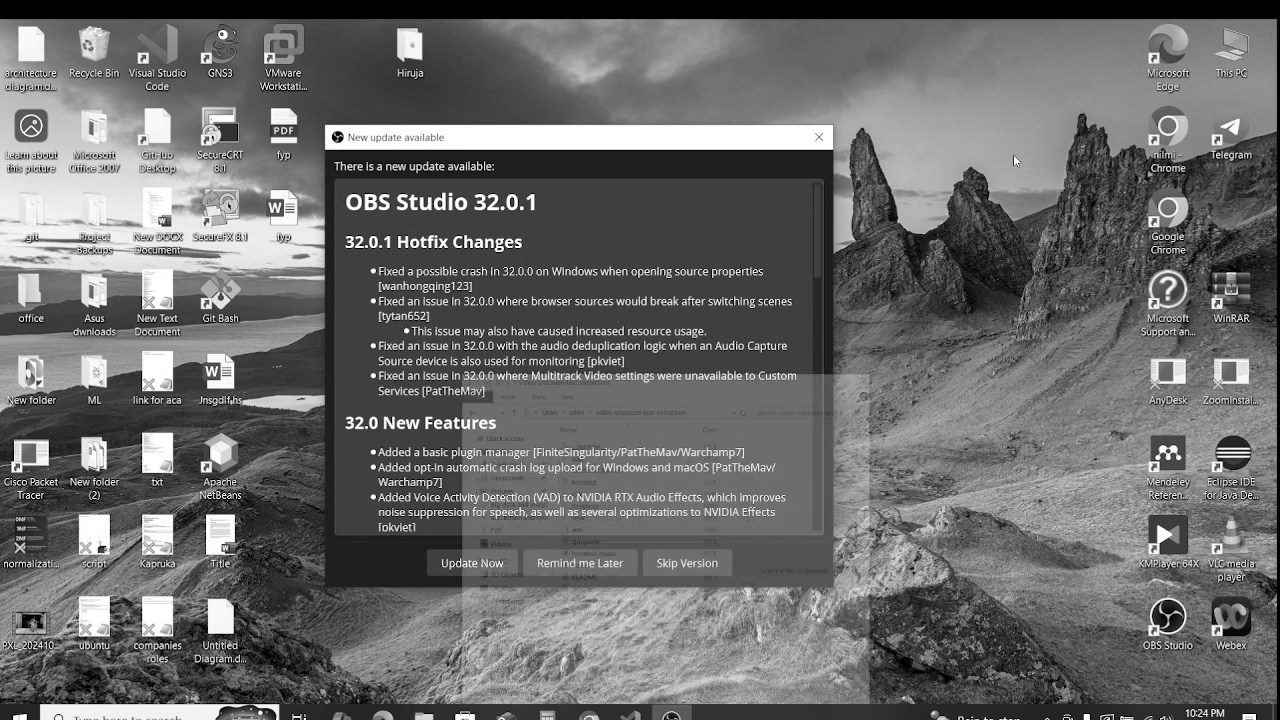 architecture
diagram.d...
Recycle Bin
Visual Studio
Code
GNS3
VMware
Workstati...
Hiruja
Microsoft
Edge
This PC
Learn about
this picture
Microsoft
Office 2007
GitHub
Desktop
SecureCRT
8.1
PDF
fyp
nilmi -
Chrome
Telegram
.git
Project
Backups
New DOCX
Document
SecureFX 8.1
fyp
Google
Chrome
office
Asus
dwnloads
New Text
Document
Git Bash
Microsoft
Support an...
WinRAR
New folder
ML
link for aca
Jnsgdlf.hs
AnyDesk
ZoomInstal...
Cisco Packet
Tracer
New folder
(2)
txt
Apache
NetBeans
Mendeley
Referen...
Eclipse IDE
for Java De...
normalizati...
script
Kapruka
Title
KMPlayer 64X
VLC media
player
PXL_202410...
ubuntu
companies
roles
Untitled
Diagram.d...
OBS Studio
Webex
New update available
There is a new update available:
OBS Studio 32.0.1
32.0.1 Hotfix Changes
Fixed a possible crash in 32.0.0 on Windows when opening source properties
[wanhongqing123]
Fixed an issue in 32.0.0 where browser sources would break after switching scenes
[tytan652]
This issue may also have caused increased resource usage.
Fixed an issue in 32.0.0 with the audio deduplication logic when an Audio Capture
Source device is also used for monitoring [pkviet]
Fixed an issue in 32.0.0 where Multitrack Video settings were unavailable to Custom
Services [PatTheMav]
32.0 New Features
Added a basic plugin manager [FiniteSingularity/PatTheMav/Warchamp7]
Added opt-in automatic crash log upload for Windows and macOS [PatTheMav/
Warchamp7]
Added Voice Activity Detection (VAD) to NVIDIA RTX Audio Effects, which improves
noise suppression for speech, as well as several optimizations to NVIDIA Effects
[pkviet]
Update Now
Remind me Later
Skip Version
Home
Share
View
Quick access
Name
Date
Videos
README
Type here to search
10:24 PM